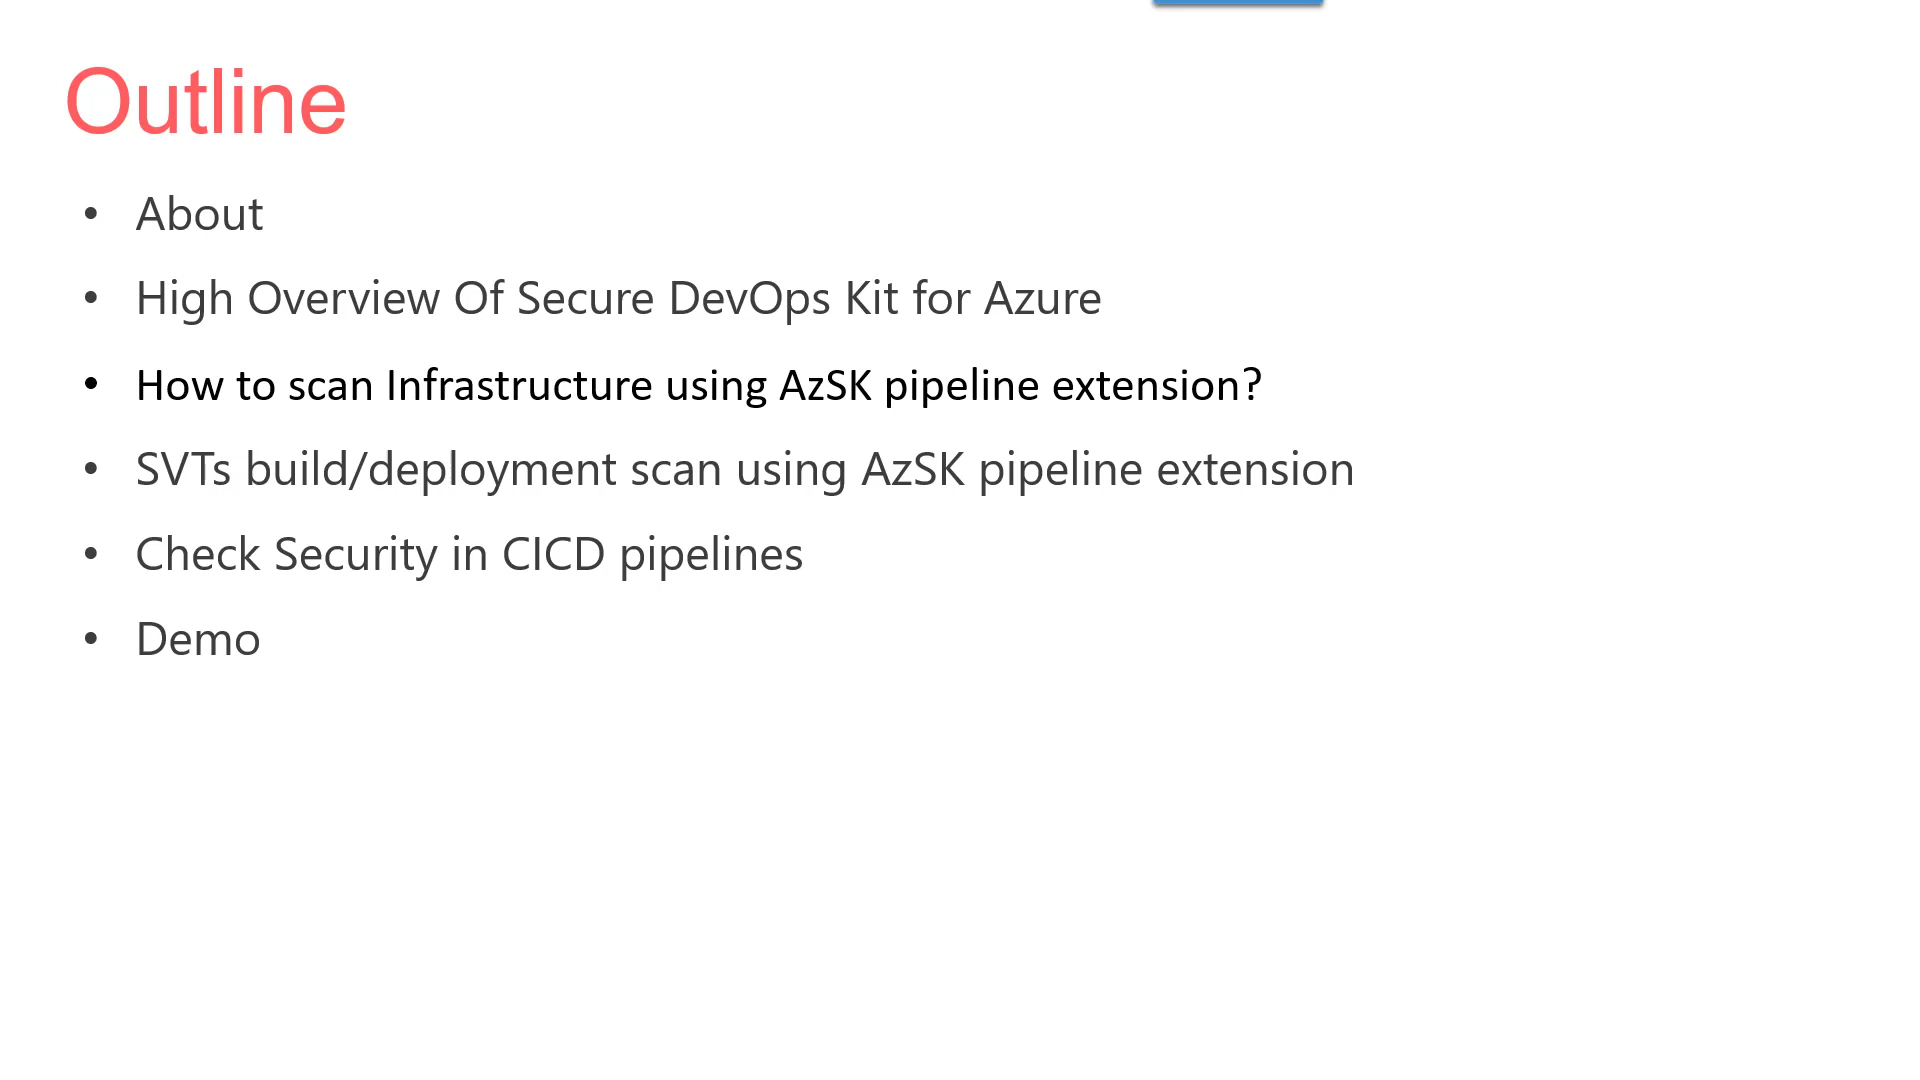 Outline
• About
• High Overview Of Secure DevOps Kit for Azure
• How to scan Infrastructure using AzSK pipeline extension?
• SVTs build/deployment scan using AzSK pipeline extension
• Check Security in CICD pipelines
• Demo